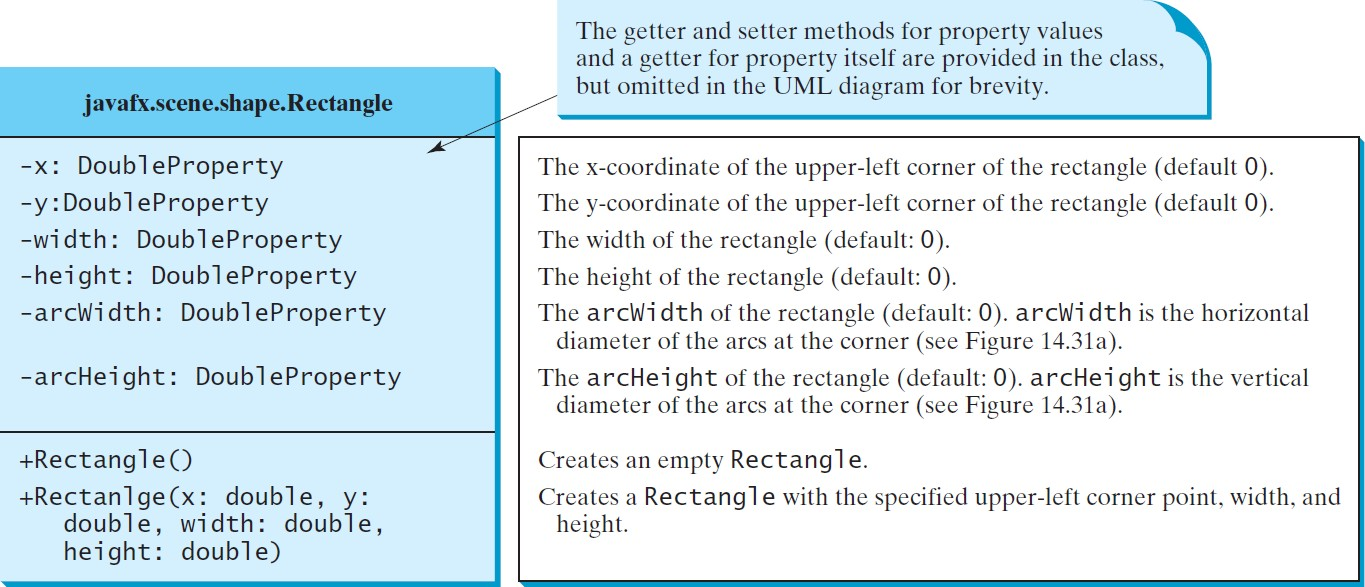 The getter and setter methods for property values
and a getter for property itself are provided in the class,
but omitted in the UML diagram for brevity.
javafx.scene.shape.Rectangle
-x: DoubleProperty
The x-coordinate of the upper-left corner of the rectangle (default 0).
-y:DoubleProperty
The y-coordinate of the upper-left corner of the rectangle (default 0).
-width: DoubleProperty
The width of the rectangle (default: 0).
-height: DoubleProperty
The height of the rectangle (default: 0).
-arcWidth: DoubleProperty
The arcWidth of the rectangle (default: 0). arcWidth is the horizontal
diameter of the arcs at the corner (see Figure 14.31a).
-arcHeight: DoubleProperty
The arcHeight of the rectangle (default: 0). arcHeight is the vertical
diameter of the arcs at the corner (see Figure 14.31a).
+Rectangle()
Creates an empty Rectangle.
+Rectanlge(x: double, y:
double, width: double,
height: double)
Creates a Rectangle with the specified upper-left corner point, width, and
height.